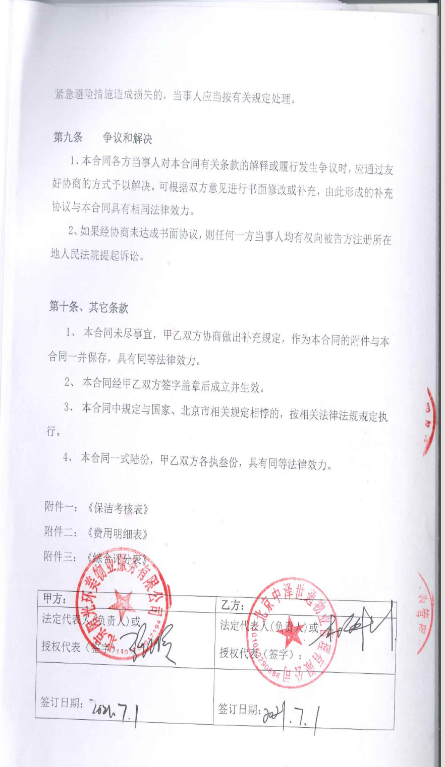 紧急避险措施造成损失的，当事人应当按有关规定处理。
第九条 争议和解决
1、本合同各方当事人对本合同有关条款的解释或履行发生争议时，应通过友
好协商的方式予以解决。可根据双方意见进行书面修改或补充，由此形成的补充
协议与本合同具有相同法律效力。
2、如果经协商未达成书面协议，则任何一方当事人均有权向被告方注册所在
地人民法院提起诉讼。
第十条、其它条款
1、 本合同未尽事宜，甲乙双方协商做出补充规定，作为本合同的附件与本
合同一并保存，具有同等法律效力。
2、 本合同经甲乙双方签字盖章后成立并生效。
3、 本合同中规定与国家、北京市相关规定相悖的，按相关法律法规规定执
行。
4、 本合同一式陆份，甲乙双方各执叁份，具有同等法律效力。
附件一：《保洁考核表》
附件二：《费用明细表》
附件三：《综合评分表》
甲方：
法定代表人(负责人)或
授权代表（签字）
签订日期：2021.7.1
乙方：
法定代表人(负责人)或
授权代表（签字）：
签订日期：2021.7.1